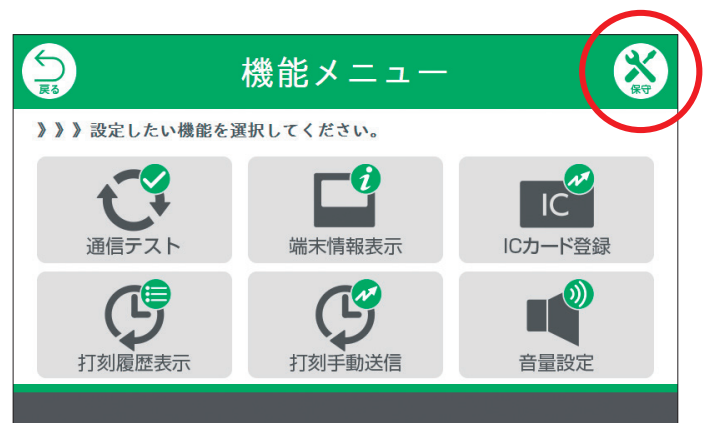 戻る
機能メニュー
保守
》》》設定したい機能を選択してください。
通信テスト
i
端末情報表示
IC
ICカード登録
打刻履歴表示
打刻手動送信
音量設定